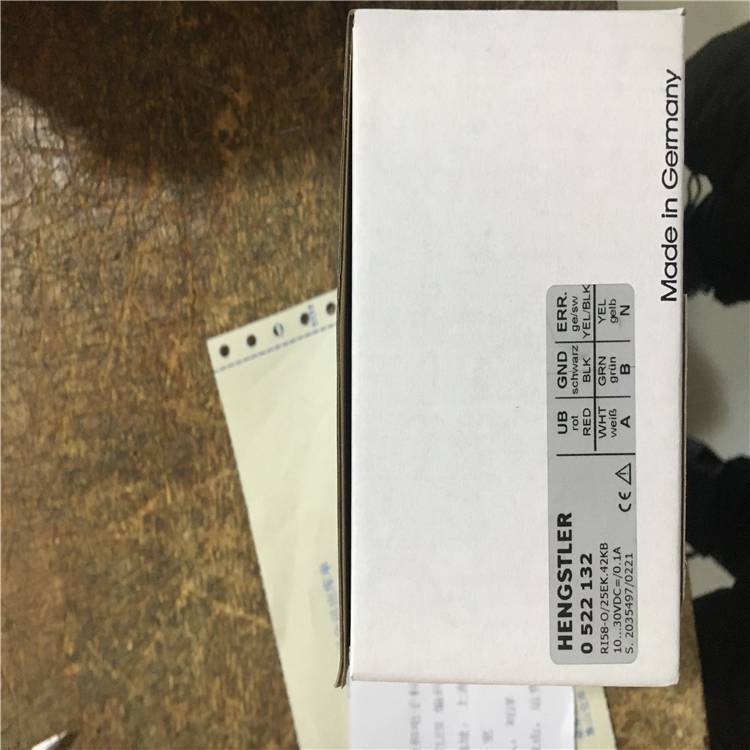 Made in Germany
HENGSTLER
0 522 132
RI58-O/25EK.42KB
10...30VDC=/0.1A
S. 2035497/0221
CE
UB GND ERR.
rot schwarz ge/sw
RED BLK YEL/BLK
WHT GRN YEL
weiß grün gelb
A B N